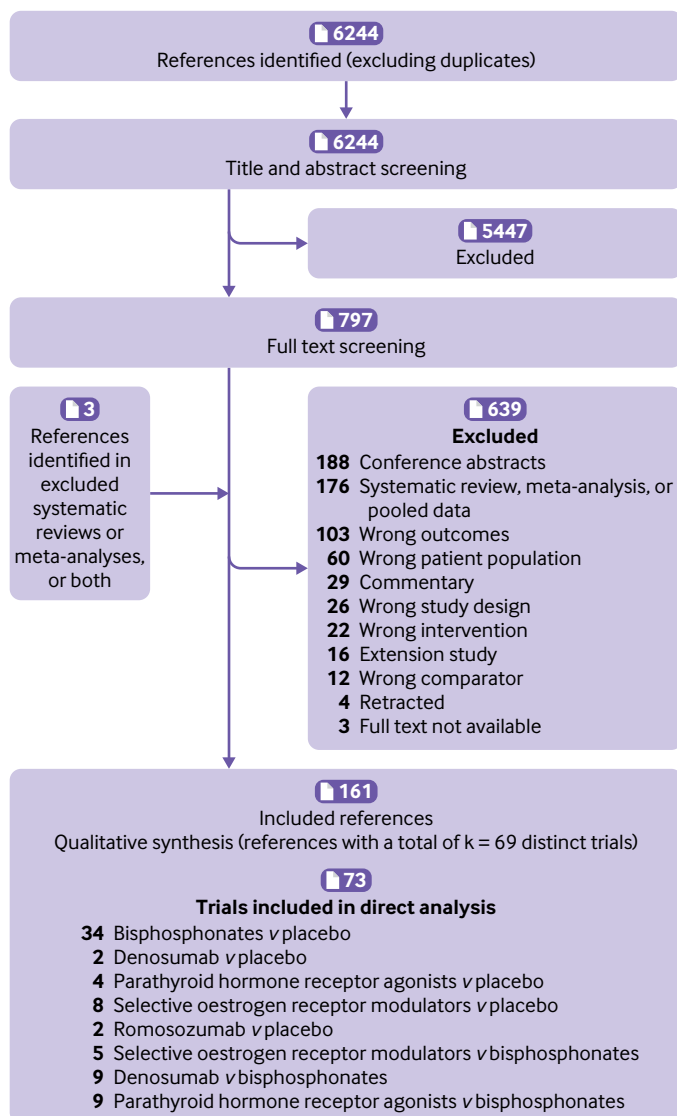 6244
References identified (excluding duplicates)
6244
Title and abstract screening
5447
Excluded
797
Full text screening
3
References
identified in
excluded
systematic
reviews or
meta-analyses,
or both
639
Excluded
188 Conference abstracts
176 Systematic review, meta-analysis, or
pooled data
103 Wrong outcomes
60 Wrong patient population
29 Commentary
26 Wrong study design
22 Wrong intervention
16 Extension study
12 Wrong comparator
4 Retracted
3 Full text not available
161
Included references
Qualitative synthesis (references with a total of k = 69 distinct trials)
73
Trials included in direct analysis
34 Bisphosphonates v placebo
2 Denosumab v placebo
4 Parathyroid hormone receptor agonists v placebo
8 Selective oestrogen receptor modulators v placebo
2 Romosozumab v placebo
5 Selective oestrogen receptor modulators v bisphosphonates
9 Denosumab v bisphosphonates
9 Parathyroid hormone receptor agonists v bisphosphonates